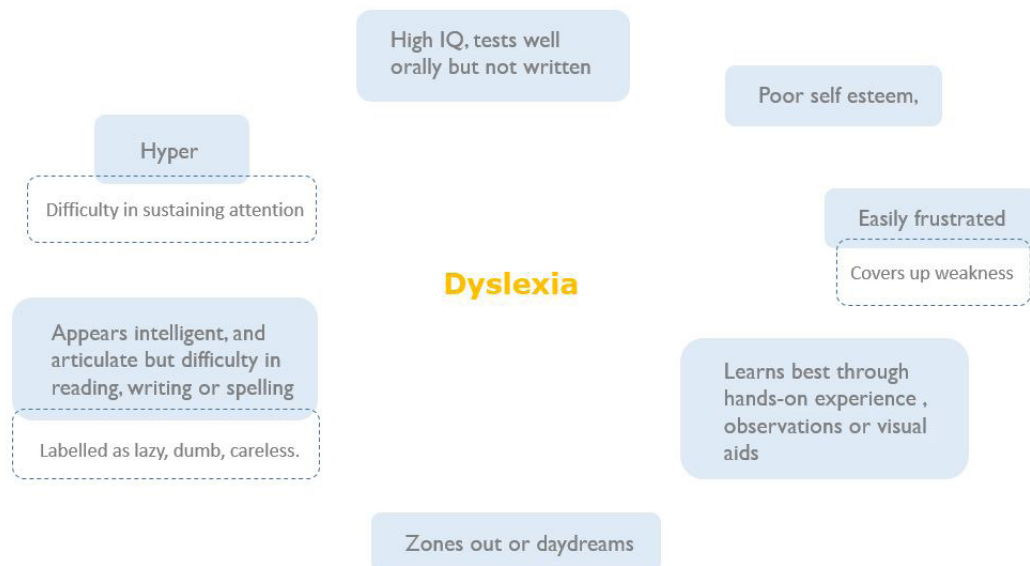 High IQ, tests well
orally but not written
Poor self esteem,
Hyper
Difficulty in sustaining attention
Easily frustrated
Covers up weakness
Dyslexia
Appears intelligent, and
articulate but difficulty in
reading, writing or spelling
Labelled as lazy, dumb, careless.
Learns best through
hands-on experience ,
observations or visual
aids
Zones out or daydreams